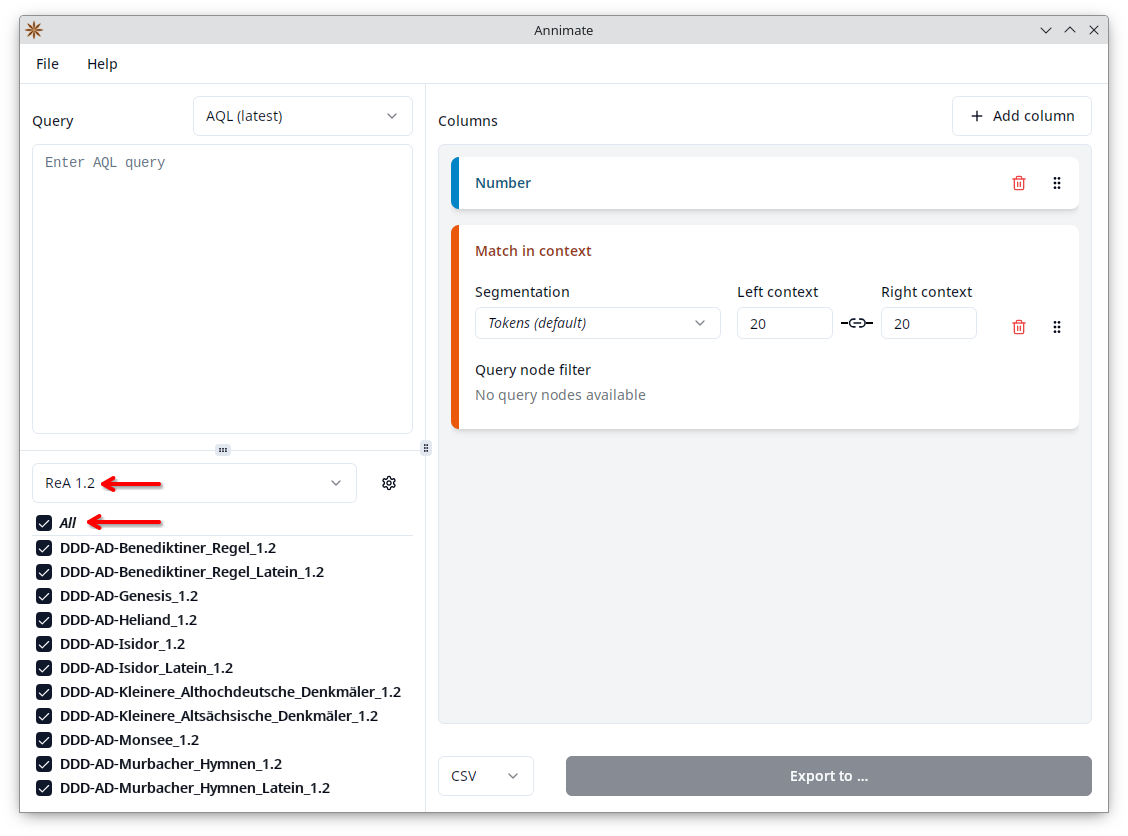 Annimate
File Help
Query
AQL (latest)
Enter AQL query
ReA 1.2
All
DDD-AD-Benediktiner_Regel_1.2
DDD-AD-Benediktiner_Regel_Latein_1.2
DDD-AD-Genesis_1.2
DDD-AD-Heliand_1.2
DDD-AD-Isidor_1.2
DDD-AD-Isidor_Latein_1.2
DDD-AD-Kleinere_Althochdeutsche_Denkmäler_1.2
DDD-AD-Kleinere_Altsächsische_Denkmäler_1.2
DDD-AD-Monsee_1.2
DDD-AD-Murbacher_Hymnen_1.2
DDD-AD-Murbacher_Hymnen_Latein_1.2
Columns
Add column
Number
Match in context
Segmentation Left context Right context
Tokens (default) 20 20
Query node filter
No query nodes available
CSV
Export to ...